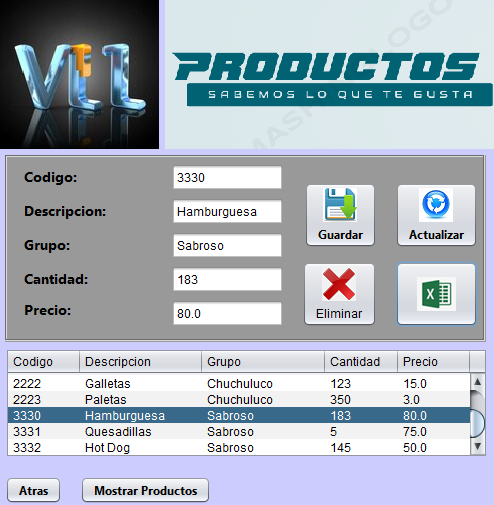 PRODUCTOS
SABEMOS LO QUE TE GUSTA
Codigo: 3330
Descripcion: Hamburguesa
Grupo: Sabroso
Cantidad: 183
Precio: 80.0
Guardar
Actualizar
Eliminar
Codigo Descripcion Grupo Cantidad Precio
2222 Galletas Chuchuluco 123 15.0
2223 Paletas Chuchuluco 350 3.0
3330 Hamburguesa Sabroso 183 80.0
3331 Quesadillas Sabroso 5 75.0
3332 Hot Dog Sabroso 145 50.0
Atras
Mostrar Productos